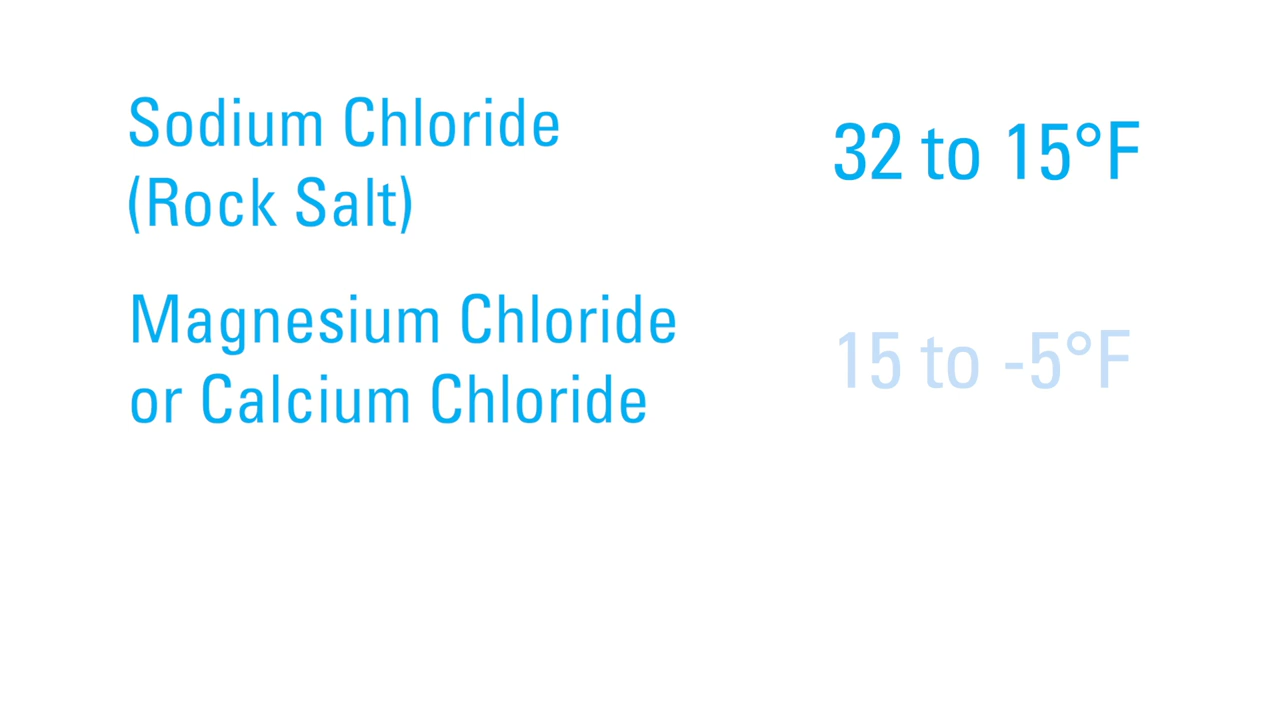 Sodium Chloride
(Rock Salt)
32 to 15°F
Magnesium Chloride
or Calcium Chloride
15 to -5°F